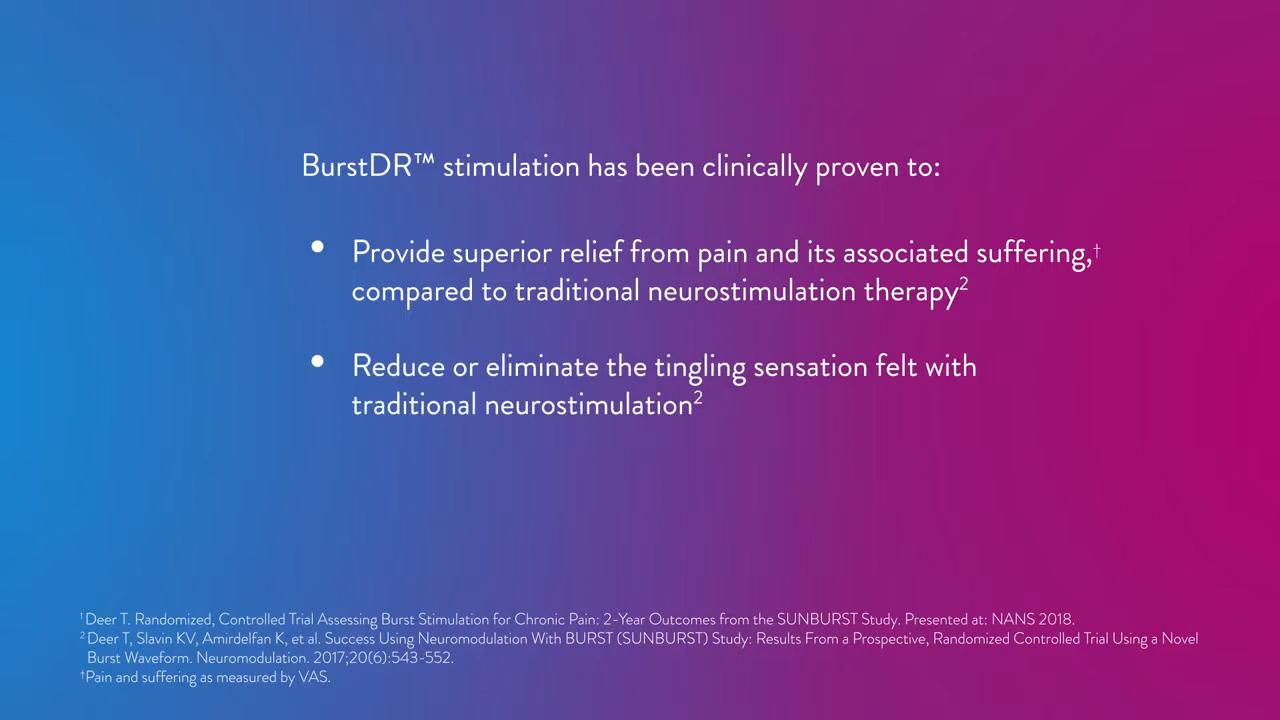 BurstDR™ stimulation has been clinically proven to:
• Provide superior relief from pain and its associated suffering,†
compared to traditional neurostimulation therapy²
• Reduce or eliminate the tingling sensation felt with
traditional neurostimulation²
†Deer T. Randomized, Controlled Trial Assessing Burst Stimulation for Chronic Pain: 2-Year Outcomes from the SUNBURST Study. Presented at: NANS 2018.
²Deer T, Slavin KV, Amirdelfan K, et al. Success Using Neuromodulation With BURST (SUNBURST) Study: Results From a Prospective, Randomized Controlled Trial Using a Novel
Burst Waveform. Neuromodulation. 2017;20(6):543-552.
†Pain and suffering as measured by VAS.